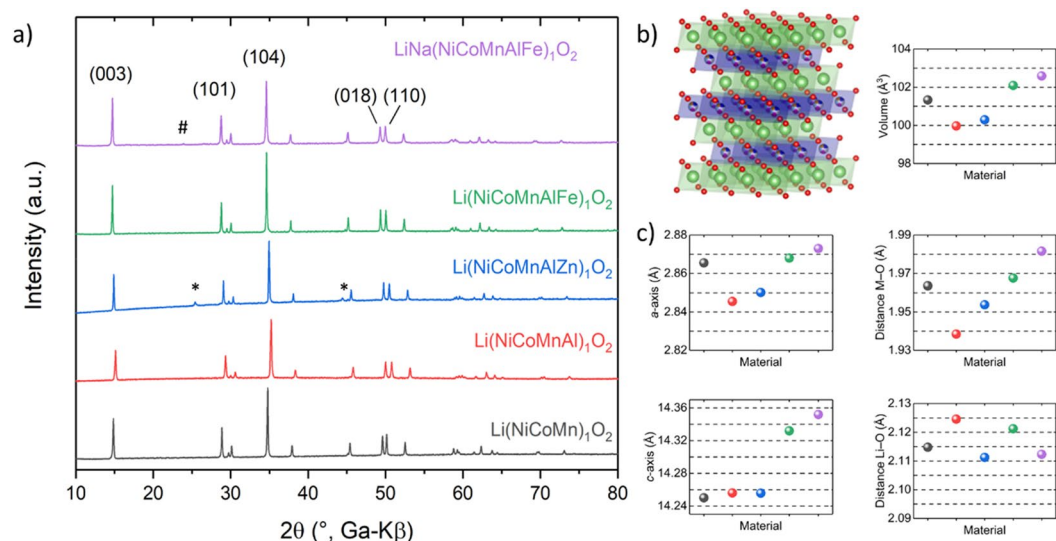 a)
LiNa(NiCoMnAlFe)₁O₂
(003)
(101)
(104)
(018)
(110)
#
Li(NiCoMnAlFe)₁O₂
Li(NiCoMnAlZn)₁O₂
*
*
Li(NiCoMnAl)₁O₂
Li(NiCoMn)₁O₂
Intensity (a.u.)
10 20 30 40 50 60 70 80
2θ (°, Ga-Kβ)
b)
Volume (Å³)
104
102
100
98
Material
c)
a-axis (Å)
2.88
2.86
2.84
2.82
Material
Distance M–O (Å)
1.99
1.97
1.95
1.93
Material
c-axis (Å)
14.36
14.32
14.28
14.24
Material
Distance Li–O (Å)
2.13
2.12
2.11
2.10
2.09
Material